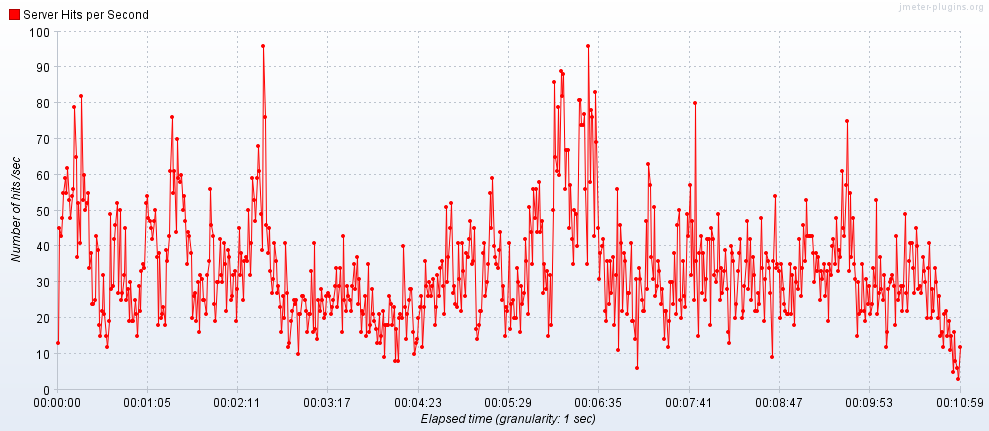 jmeter-plugins.org
Server Hits per Second
100
90
80
70
60
50
40
30
20
10
0
Number of hits /sec
00:00:00 00:01:05 00:02:11 00:03:17 00:04:23 00:05:29 00:06:35 00:07:41 00:08:47 00:09:53 00:10:59
Elapsed time (granularity: 1 sec)